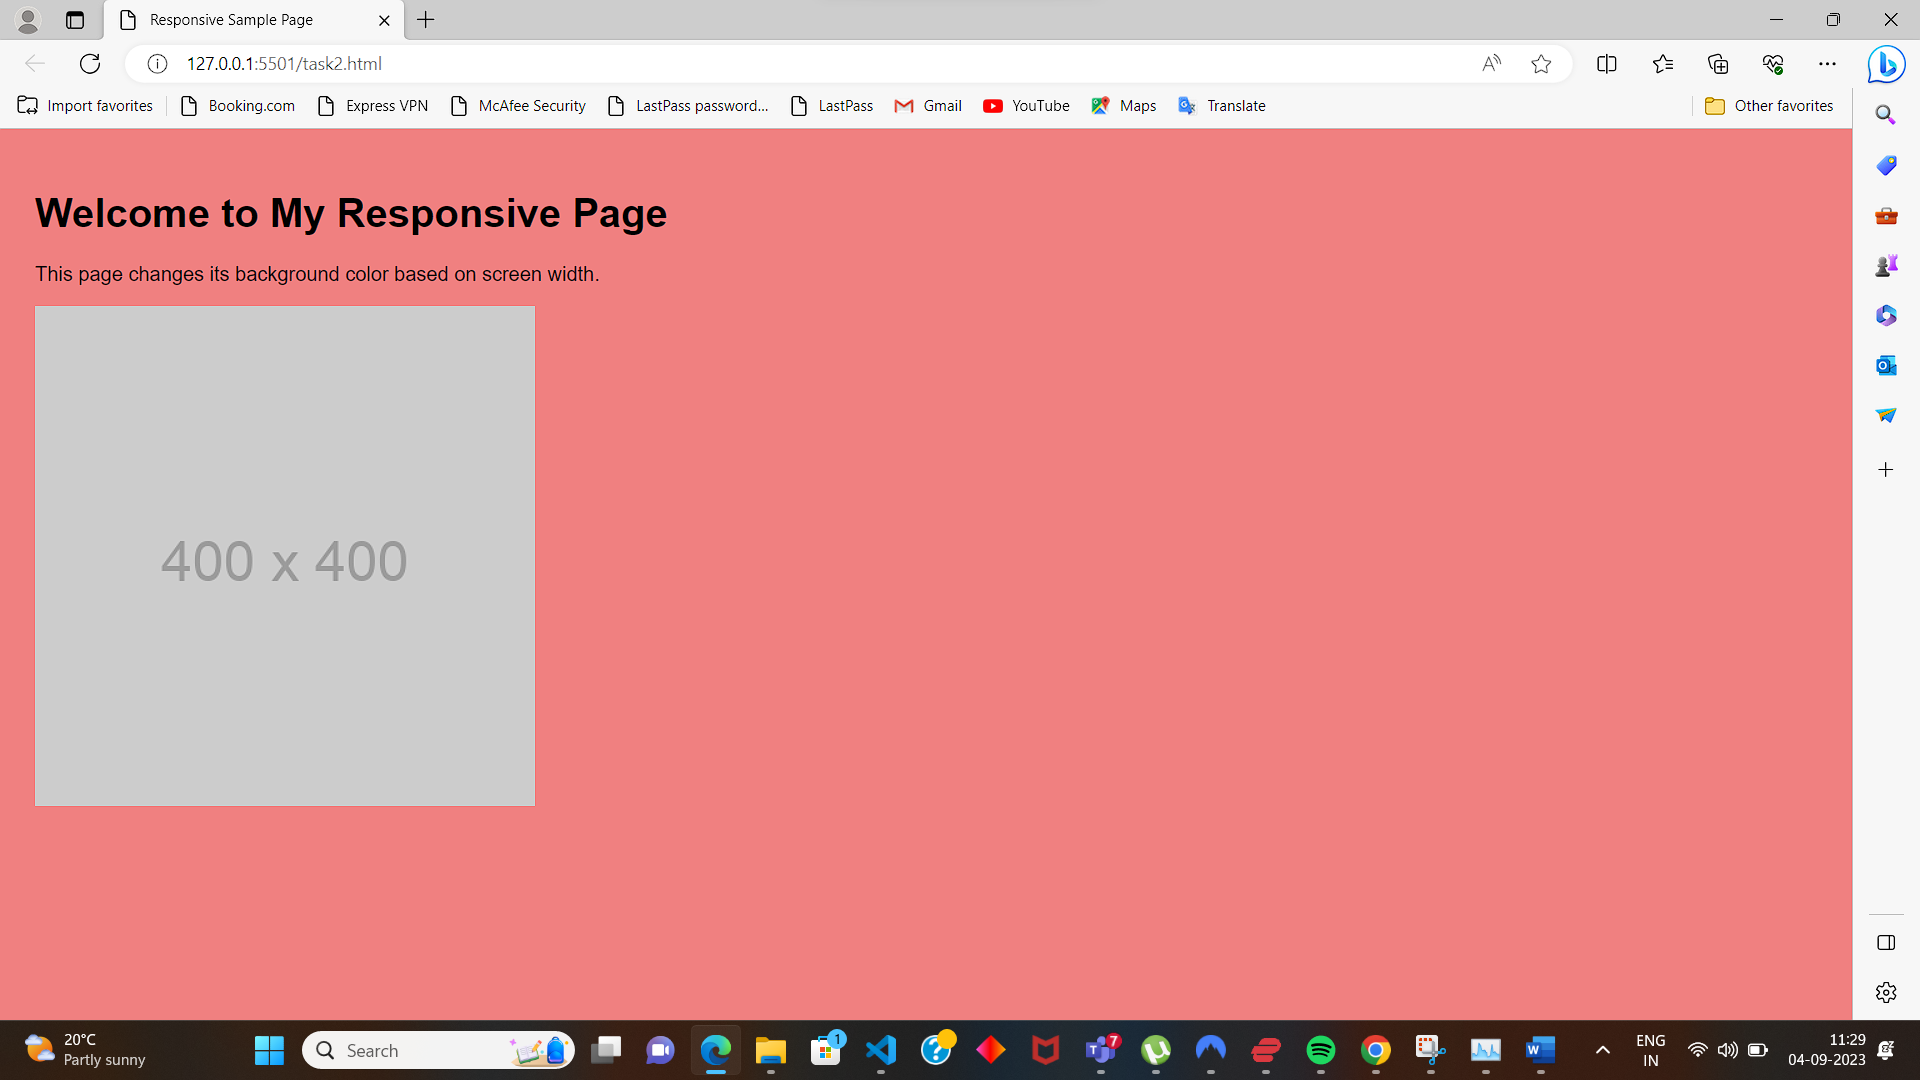 Responsive Sample Page
127.0.0.1:5501/task2.html
Import favorites
Booking.com
Express VPN
McAfee Security
LastPass password...
LastPass
Gmail
YouTube
Maps
Translate
Other favorites
Welcome to My Responsive Page
This page changes its background color based on screen width.
400 x 400
20°C
Partly sunny
Search
1
7
ENG
IN
11:29
04-09-2023